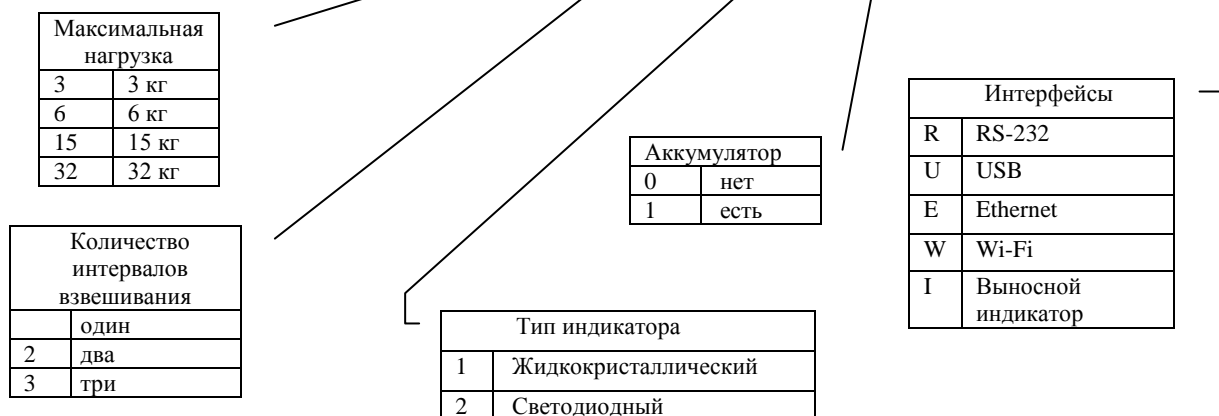 Максимальная
нагрузка
3 3 кг
6 6 кг
15 15 кг
32 32 кг
Количество
интервалов
взвешивания
один
2 два
3 три
Аккумулятор
0 нет
1 есть
Тип индикатора
1 Жидкокристаллический
2 Светодиодный
Интерфейсы
R RS-232
U USB
E Ethernet
W Wi-Fi
I Выносной
индикатор